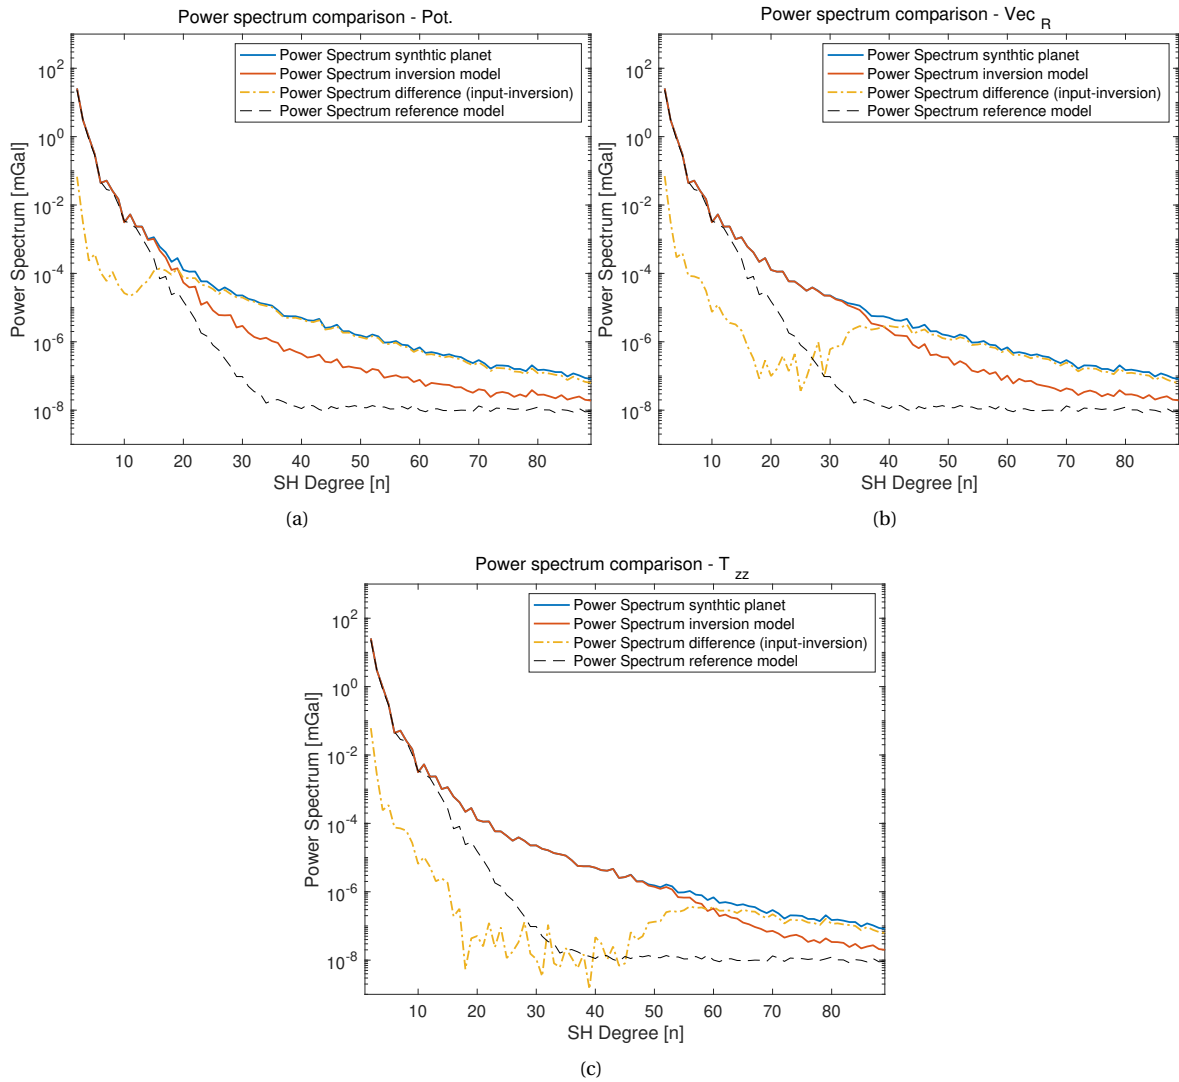 Power spectrum comparison - Pot.
Power Spectrum synthtic planet
Power Spectrum inversion model
Power Spectrum difference (input-inversion)
Power Spectrum reference model
Power Spectrum [mGal]
10^2
10^0
10^-2
10^-4
10^-6
10^-8
10 20 30 40 50 60 70 80
SH Degree [n]
(a)
Power spectrum comparison - Vec R
Power Spectrum synthtic planet
Power Spectrum inversion model
Power Spectrum difference (input-inversion)
Power Spectrum reference model
Power Spectrum [mGal]
10^2
10^0
10^-2
10^-4
10^-6
10^-8
10 20 30 40 50 60 70 80
SH Degree [n]
(b)
Power spectrum comparison - T zz
Power Spectrum synthtic planet
Power Spectrum inversion model
Power Spectrum difference (input-inversion)
Power Spectrum reference model
Power Spectrum [mGal]
10^2
10^0
10^-2
10^-4
10^-6
10^-8
10 20 30 40 50 60 70 80
SH Degree [n]
(c)